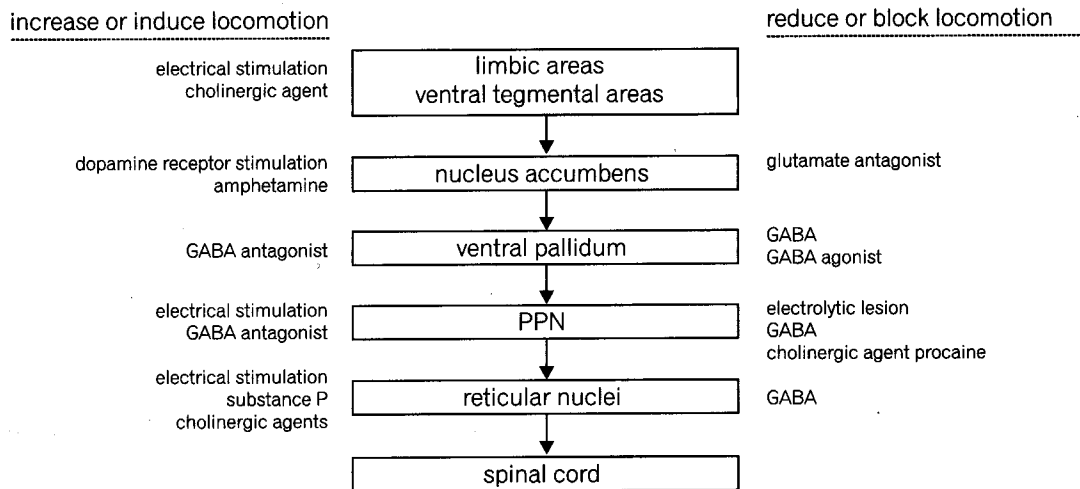 increase or induce locomotion
reduce or block locomotion
electrical stimulation
cholinergic agent
limbic areas
ventral tegmental areas
dopamine receptor stimulation
amphetamine
nucleus accumbens
glutamate antagonist
GABA antagonist
ventral pallidum
GABA
GABA agonist
electrical stimulation
GABA antagonist
PPN
electrolytic lesion
GABA
cholinergic agent procaine
electrical stimulation
substance P
cholinergic agents
reticular nuclei
GABA
spinal cord